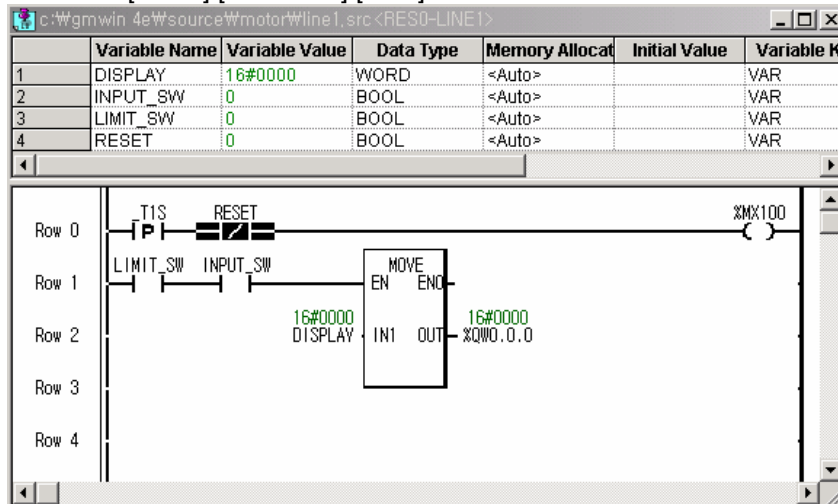 c:₩gmwin 4e₩source₩motor₩line1.src<RES0-LINE1>
Variable Name Variable Value Data Type Memory Allocat Initial Value Variable K
1 DISPLAY 16#0000 WORD <Auto> VAR
2 INPUT_SW 0 BOOL <Auto> VAR
3 LIMIT_SW 0 BOOL <Auto> VAR
4 RESET 0 BOOL <Auto> VAR
_T1S RESET %MX100
Row 0 P
LIMIT_SW INPUT_SW MOVE
Row 1 EN ENO
16#0000 16#0000
Row 2 DISPLAY IN1 OUT %QW0.0.0
Row 3
Row 4